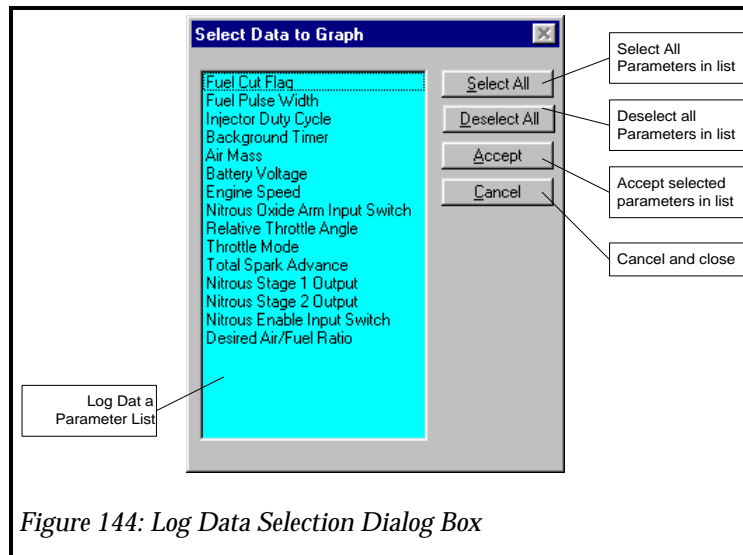 Select Data to Graph
Fuel Cut Flag
Fuel Pulse Width
Injector Duty Cycle
Background Timer
Air Mass
Battery Voltage
Engine Speed
Nitrous Oxide Arm Input Switch
Relative Throttle Angle
Throttle Mode
Total Spark Advance
Nitrous Stage 1 Output
Nitrous Stage 2 Output
Nitrous Enable Input Switch
Desired Air/Fuel Ratio
Select All
Deselect All
Accept
Cancel
Select All
Parameters in list
Deselect all
Parameters in list
Accept selected
parameters in list
Cancel and close
Log Dat a
Parameter List
Figure 144: Log Data Selection Dialog Box